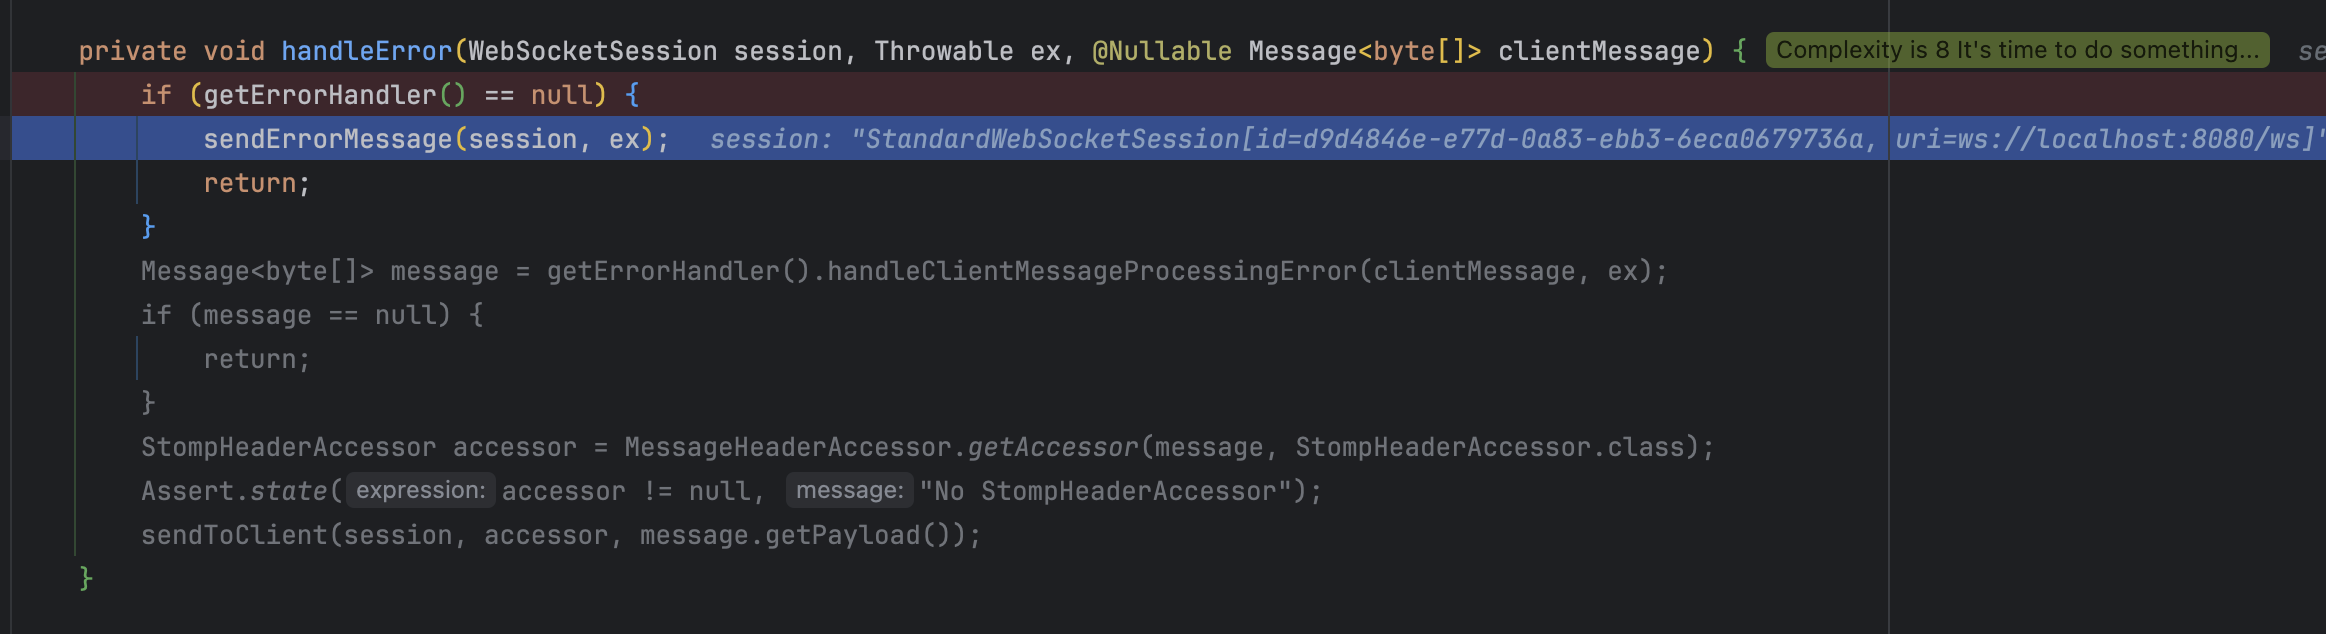 private void handleError(WebSocketSession session, Throwable ex, @Nullable Message<byte[]> clientMessage) { Complexity is 8 It's time to do something... se
if (getErrorHandler() == null) {
sendErrorMessage(session, ex); session: "StandardWebSocketSession[id=d9d4846e-e77d-0a83-ebb3-6eca0679736a, uri=ws://localhost:8080/ws]"
return;
}
Message<byte[]> message = getErrorHandler().handleClientMessageProcessingError(clientMessage, ex);
if (message == null) {
return;
}
StompHeaderAccessor accessor = MessageHeaderAccessor.getAccessor(message, StompHeaderAccessor.class);
Assert.state( expression: accessor != null, message: "No StompHeaderAccessor");
sendToClient(session, accessor, message.getPayload());
}